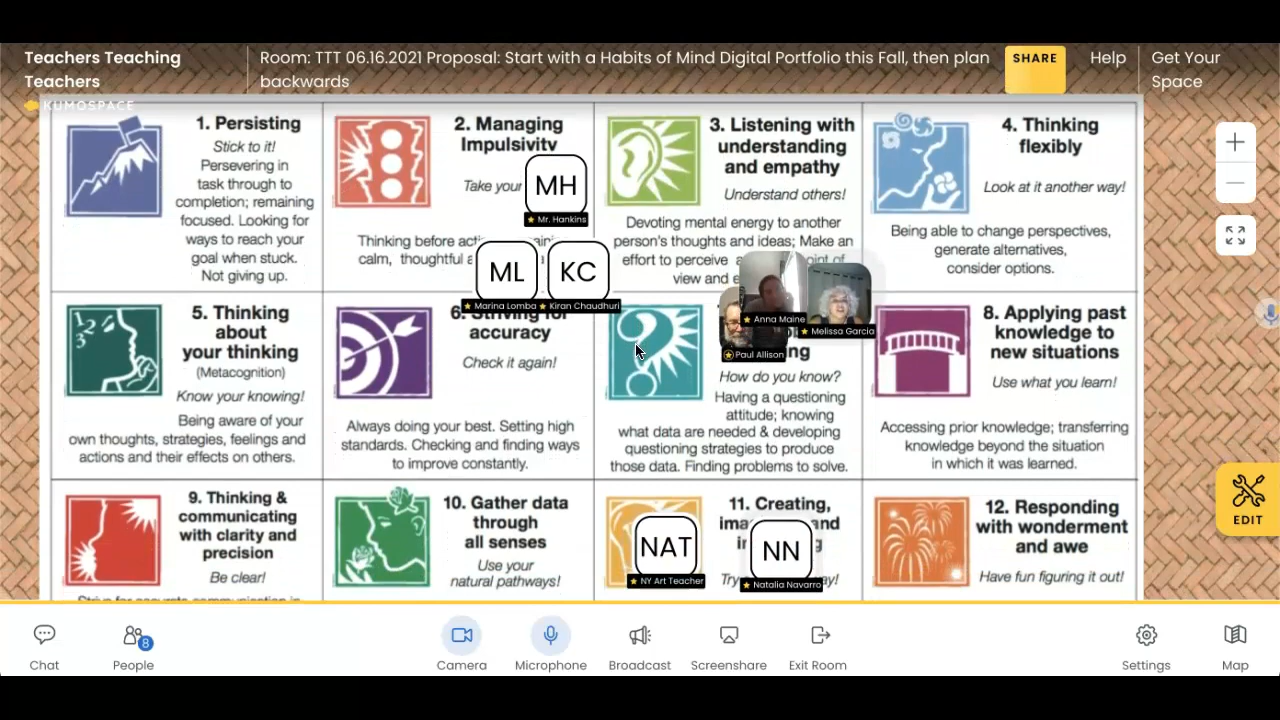 Teachers Teaching
Teachers
Room: TTT 06.16.2021 Proposal: Start with a Habits of Mind Digital Portfolio this Fall, then plan
backwards
SHARE
Help
Get Your
Space
KUMOSPACE
1. Persisting
Stick to it!
Persevering in
task through to
completion; remaining
focused. Looking for
ways to reach your
goal when stuck.
Not giving up.
2. Managing
Impulsivity
Take your
Thinking before
calm, thoughtful
3. Listening with
understanding
and empathy
Understand others!
Devoting mental energy to another
person's thoughts and ideas; Make an
effort to perceive
view and
4. Thinking
flexibly
Look at it another way!
Being able to change perspectives,
generate alternatives,
consider options.
MH
Mr. Hankins
ML
Marina Lomba
KC
Kiran Chaudhuri
Anna Maine
Melissa Garcia
Paul Allison
5. Thinking
about
your thinking
(Metacognition)
Know your knowing!
Being aware of your
own thoughts, strategies, feelings and
actions and their effects on others.
6. Striving for
accuracy
Check it again!
Always doing your best. Setting high
standards. Checking and finding ways
to improve constantly.
How do you know?
Having a questioning
attitude; knowing
what data are needed & developing
questioning strategies to produce
those data. Finding problems to solve.
8. Applying past
knowledge to
new situations
Use what you learn!
Accessing prior knowledge; transferring
knowledge beyond the situation
in which it was learned.
9. Thinking &
communicating
with clarity and
precision
Be clear!
10. Gather data
through
all senses
Use your
natural pathways!
11. Creating,
and
NAT
NY Art Teacher
NN
Natalia Navarro
12. Responding
with wonderment
and awe
Have fun figuring it out!
EDIT
Chat
8
People
Camera
Microphone
Broadcast
Screenshare
Exit Room
Settings
Map